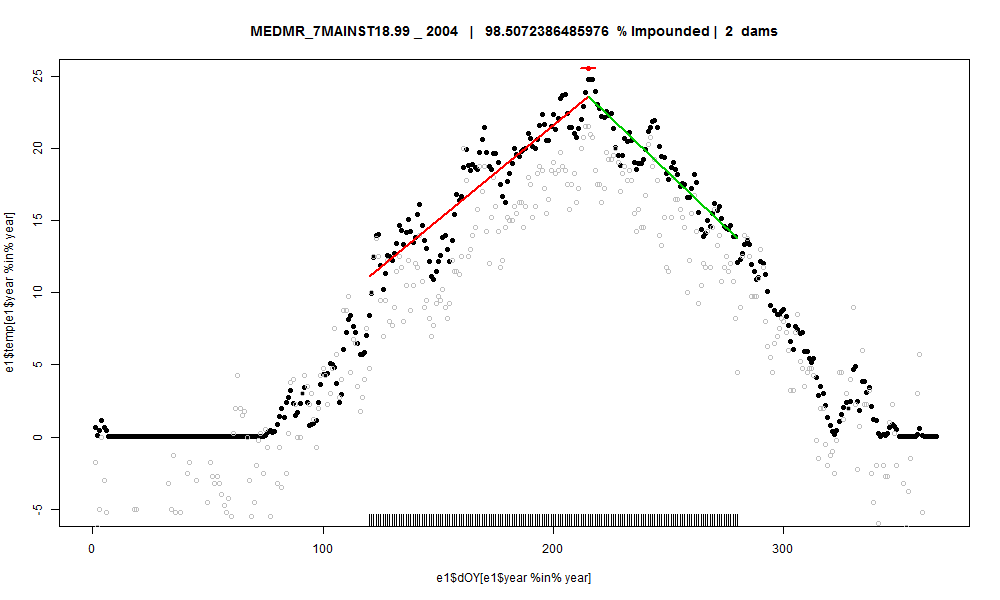 MEDMR_7MAINST18.99 _ 2004 | 98.5072386485976 % Impounded | 2 dams
e1$temp[e1$year %in% year]
25
20
15
10
5
0
-5
0 100 200 300
e1$dOY[e1$year %in% year]